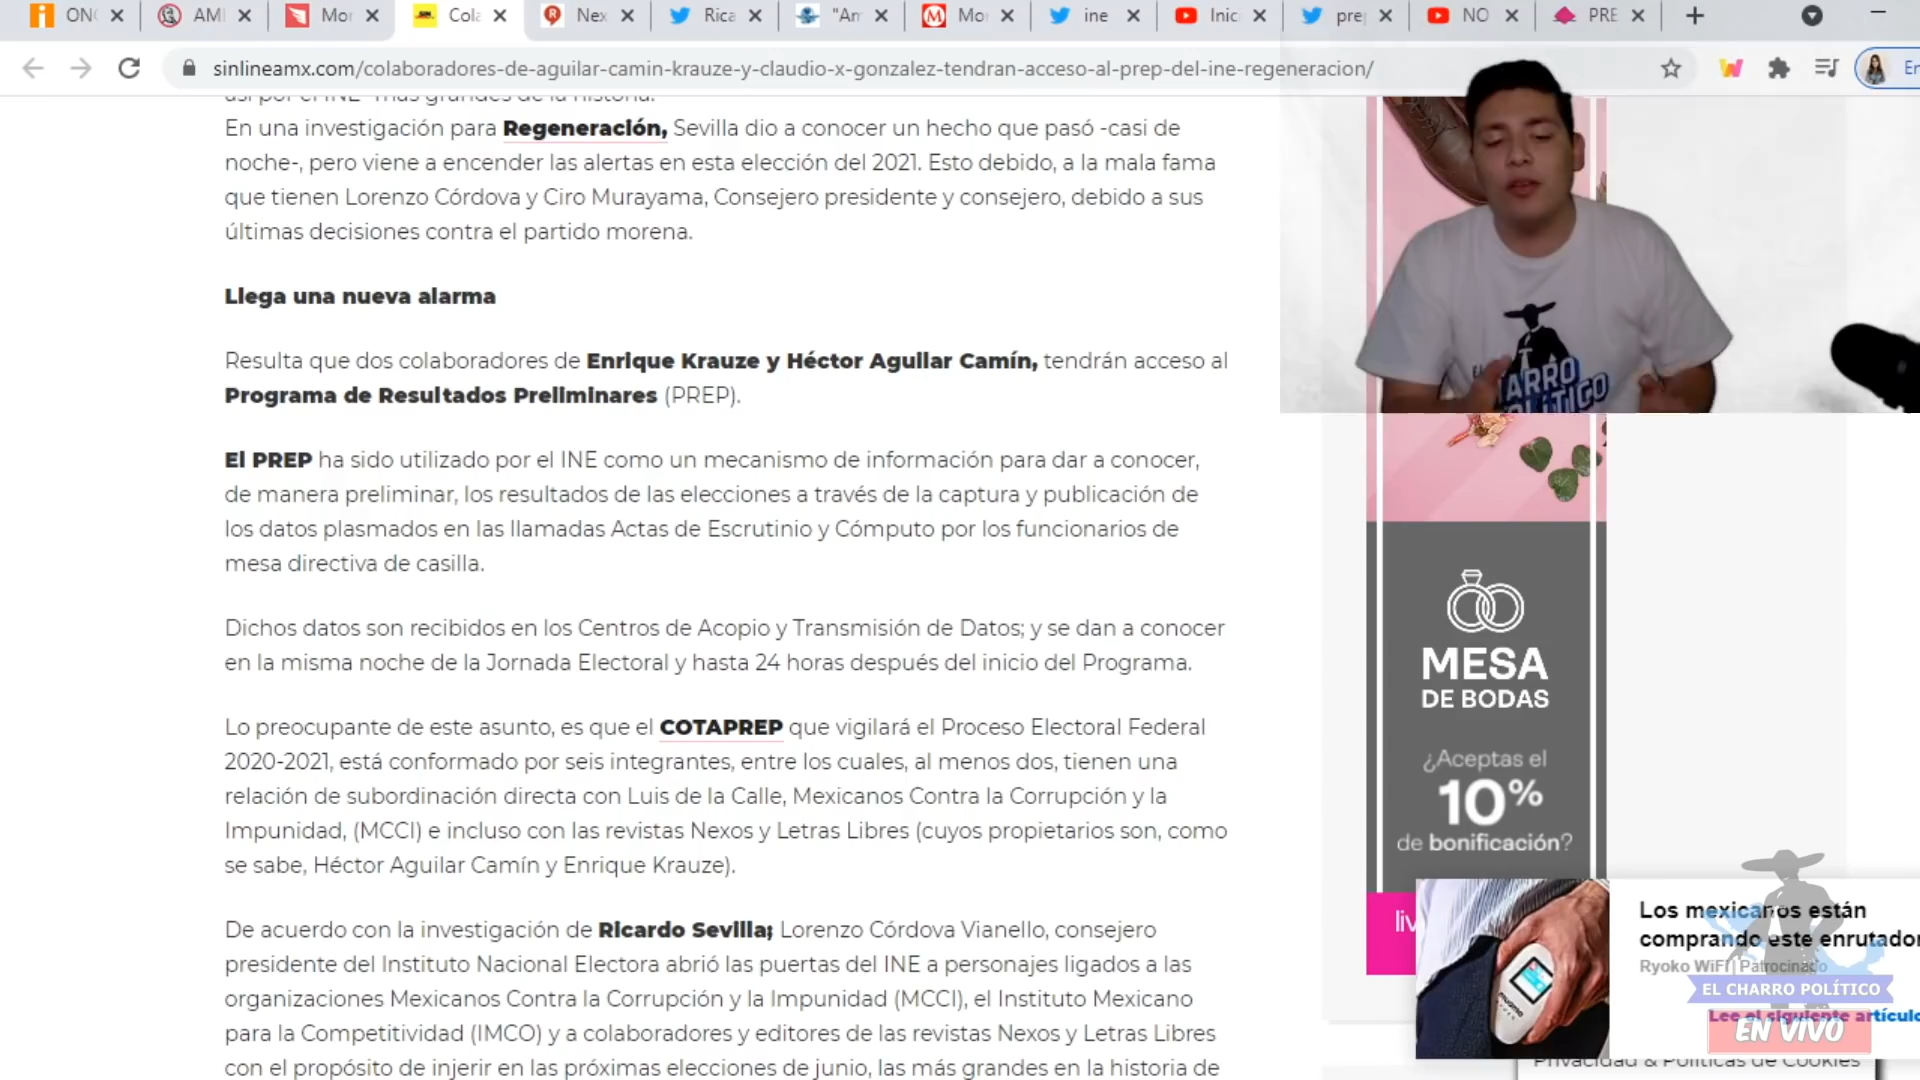 ON
AM
Mor
Cola
Nex
Rica
"Am
Mo
ine
Inic
pre
NO
PRE
sinlineamx.com/colaboradores-de-aguilar-camin-krauze-y-claudio-x-gonzalez-tendran-acceso-al-prep-del-ine-regeneracion/
así por el INE- más grandes de la historia.
En una investigación para Regeneración, Sevilla dio a conocer un hecho que pasó -casi de
noche-, pero viene a encender las alertas en esta elección del 2021. Esto debido, a la mala fama
que tienen Lorenzo Córdova y Ciro Murayama, Consejero presidente y consejero, debido a sus
últimas decisiones contra el partido morena.
Llega una nueva alarma
Resulta que dos colaboradores de Enrique Krauze y Héctor Aguilar Camín, tendrán acceso al
Programa de Resultados Preliminares (PREP).
El PREP ha sido utilizado por el INE como un mecanismo de información para dar a conocer,
de manera preliminar, los resultados de las elecciones a través de la captura y publicación de
los datos plasmados en las llamadas Actas de Escrutinio y Cómputo por los funcionarios de
mesa directiva de casilla.
Dichos datos son recibidos en los Centros de Acopio y Transmisión de Datos; y se dan a conocer
en la misma noche de la Jornada Electoral y hasta 24 horas después del inicio del Programa.
Lo preocupante de este asunto, es que el COTAPREP que vigilará el Proceso Electoral Federal
2020-2021, está conformado por seis integrantes, entre los cuales, al menos dos, tienen una
relación de subordinación directa con Luis de la Calle, Mexicanos Contra la Corrupción y la
Impunidad, (MCCI) e incluso con las revistas Nexos y Letras Libres (cuyos propietarios son, como
se sabe, Héctor Aguilar Camín y Enrique Krauze).
De acuerdo con la investigación de Ricardo Sevilla; Lorenzo Córdova Vianello, consejero
presidente del Instituto Nacional Electora abrió las puertas del INE a personajes ligados a las
organizaciones Mexicanos Contra la Corrupción y la Impunidad (MCCI), el Instituto Mexicano
para la Competitividad (IMCO) y a colaboradores y editores de las revistas Nexos y Letras Libres
con el propósito de injerir en las próximas elecciones de junio, las más grandes en la historia de
CHARRO
POLÍTICO
MESA
DE BODAS
¿Aceptas el
10%
de bonificación?
liv
Los mexicanos están
comprando este enrutador
Ryoko WiFi | Patrocinado
EL CHARRO POLÍTICO
Lee el siguiente artículo
EN VIVO
Privacidad & Políticas de Cookies